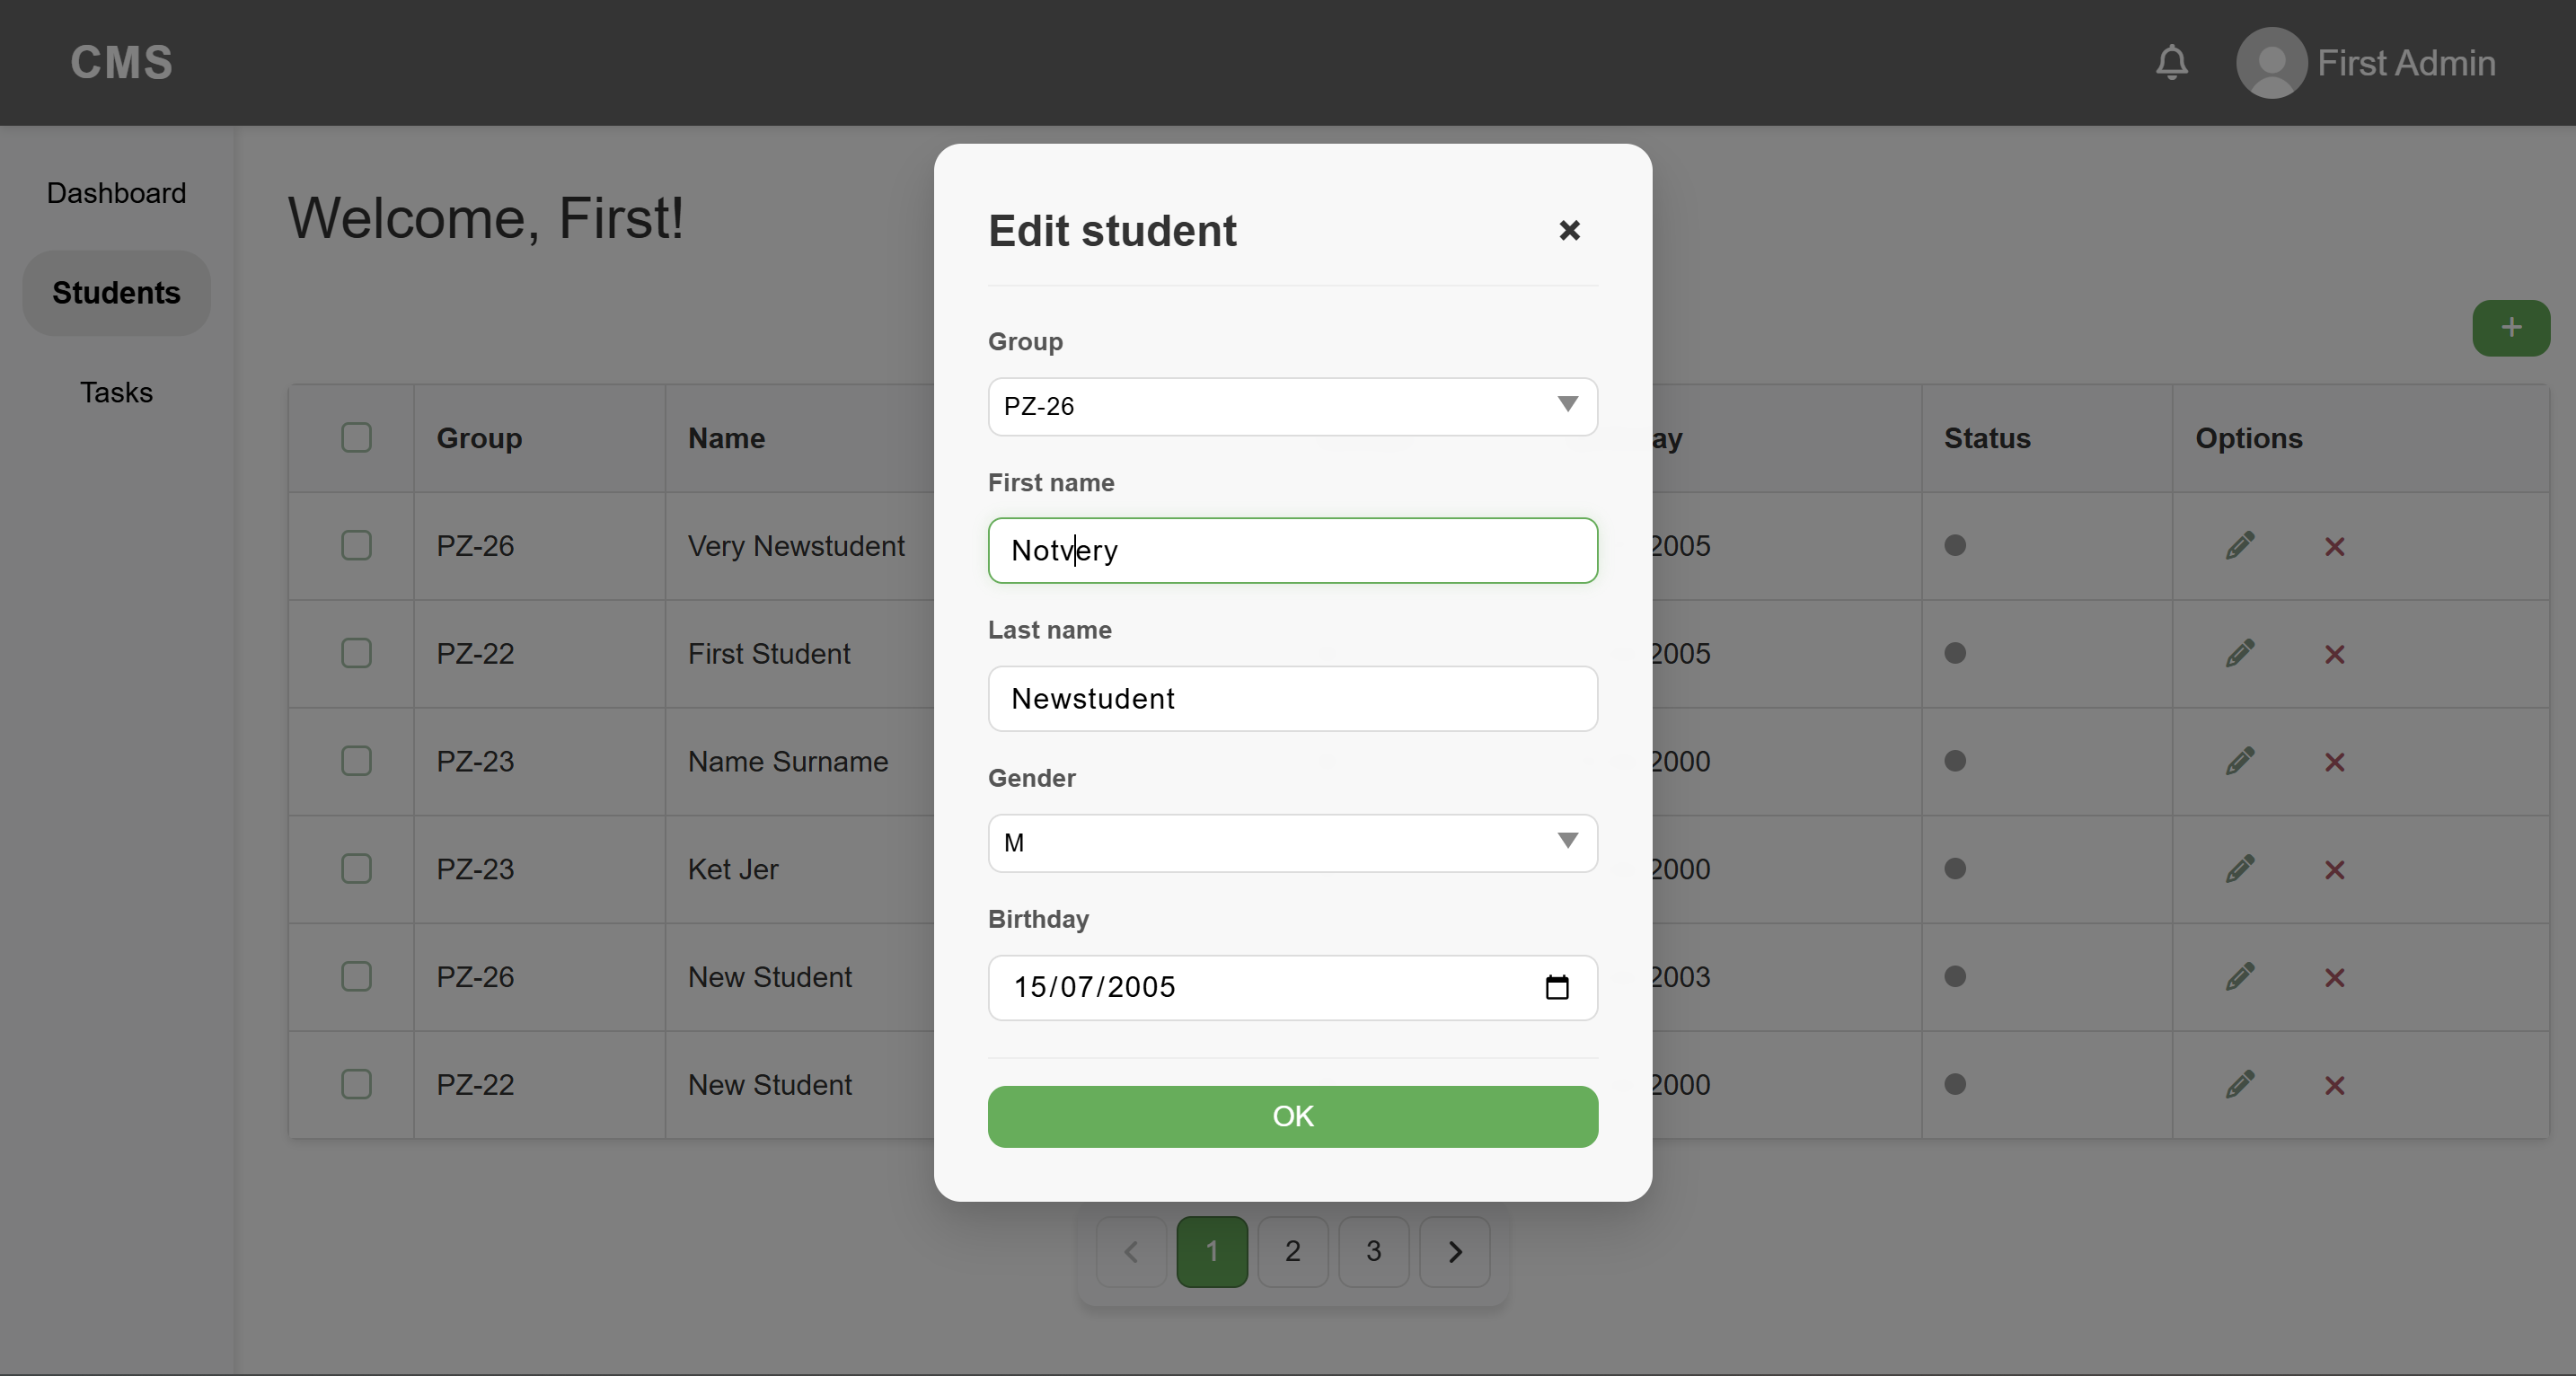 CMS
First Admin
Dashboard
Students
Tasks
Welcome, First!
+
Group Name ay Status Options
PZ-26 Very Newstudent 2005
PZ-22 First Student 2005
PZ-23 Name Surname 2000
PZ-23 Ket Jer 2000
PZ-26 New Student 2003
PZ-22 New Student 2000
Edit student
Group
PZ-26
First name
Notvery
Last name
Newstudent
Gender
M
Birthday
15/07/2005
OK
1 2 3